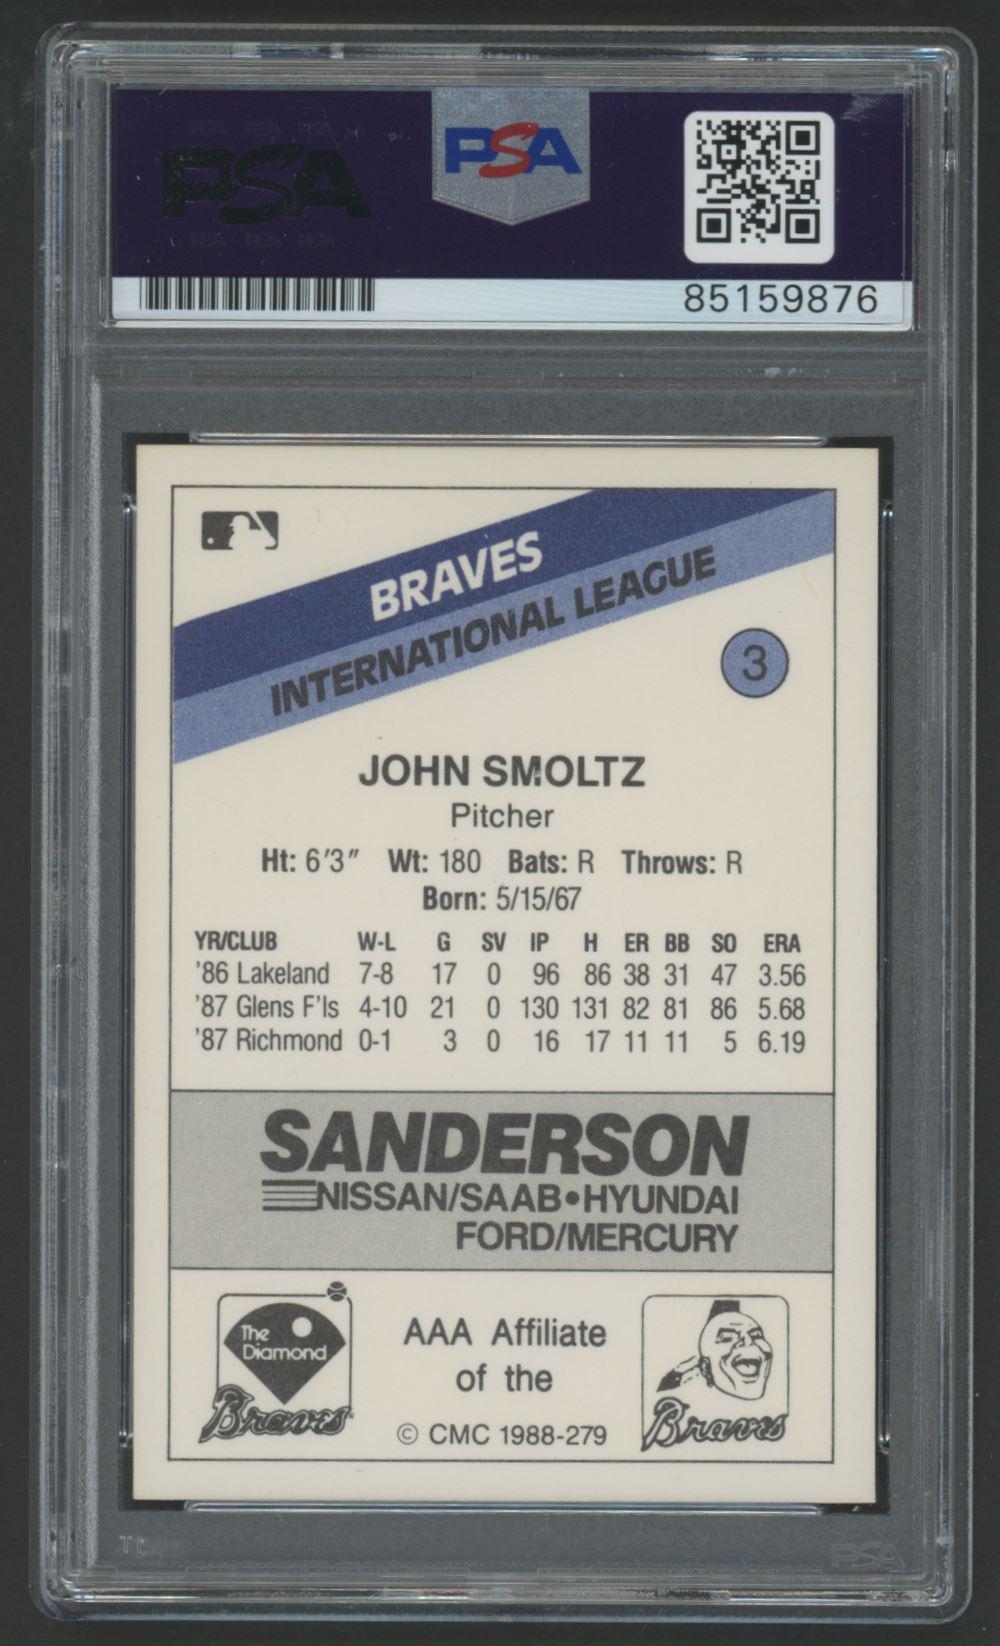 PSA
PSA
85159876
BRAVES
INTERNATIONAL LEAGUE
3
JOHN SMOLTZ
Pitcher
Ht: 6'3" Wt: 180 Bats: R Throws: R
Born: 5/15/67
YR/CLUB W-L G SV IP H ER BB SO ERA
'86 Lakeland 7-8 17 0 96 86 38 31 47 3.56
'87 Glens F'ls 4-10 21 0 130 131 82 81 86 5.68
'87 Richmond 0-1 3 0 16 17 11 11 5 6.19
SANDERSON
NISSAN/SAAB•HYUNDAI
FORD/MERCURY
The
Diamond
Braves
AAA Affiliate
of the
© CMC 1988-279
Braves
PSA